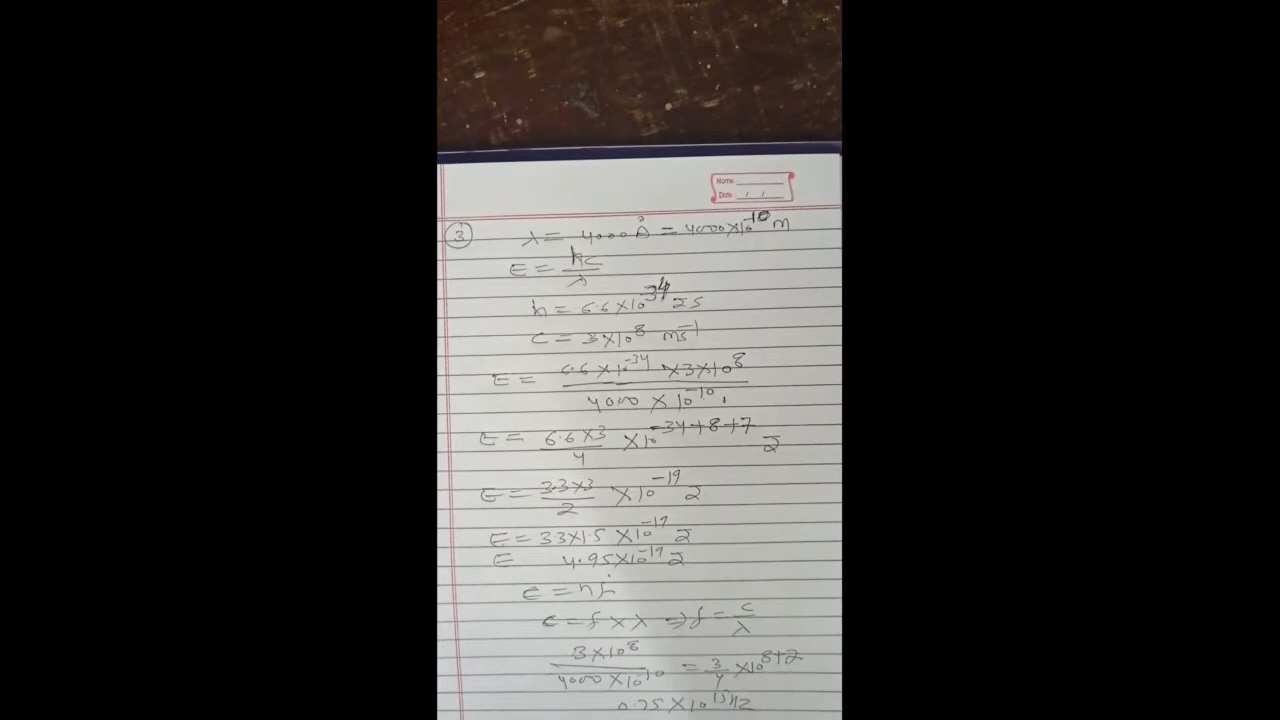 Name
Date / /
3 λ = 4000 Å = 4000×10⁻¹⁰ m
E = hc/λ
h = 6.6×10⁻³⁴ Js
c = 3×10⁸ ms⁻¹
E = 6.6×10⁻³⁴ ×3×10⁸
4000 × 10⁻¹⁰
E = 6.6×3/4 ×10⁻³⁴⁺⁸⁺⁷ J
E = 3.3×3/2 ×10⁻¹⁹ J
E = 3.3×1.5 ×10⁻¹⁹ J
E 4.95×10⁻¹⁹ J
E = hf
c = f×λ ⇒ f = c/λ
3×10⁸/4000×10⁻¹⁰ = 3/4 ×10⁸⁺⁷
0.75×10¹⁵ Hz